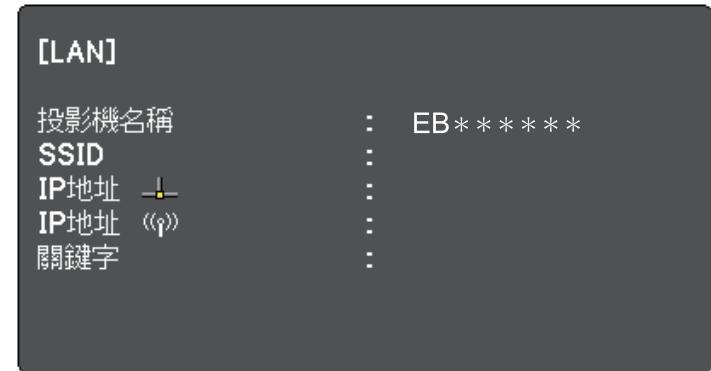 [LAN]
投影機名稱 : EB******
SSID :
IP地址 :
IP地址 :
關鍵字 :